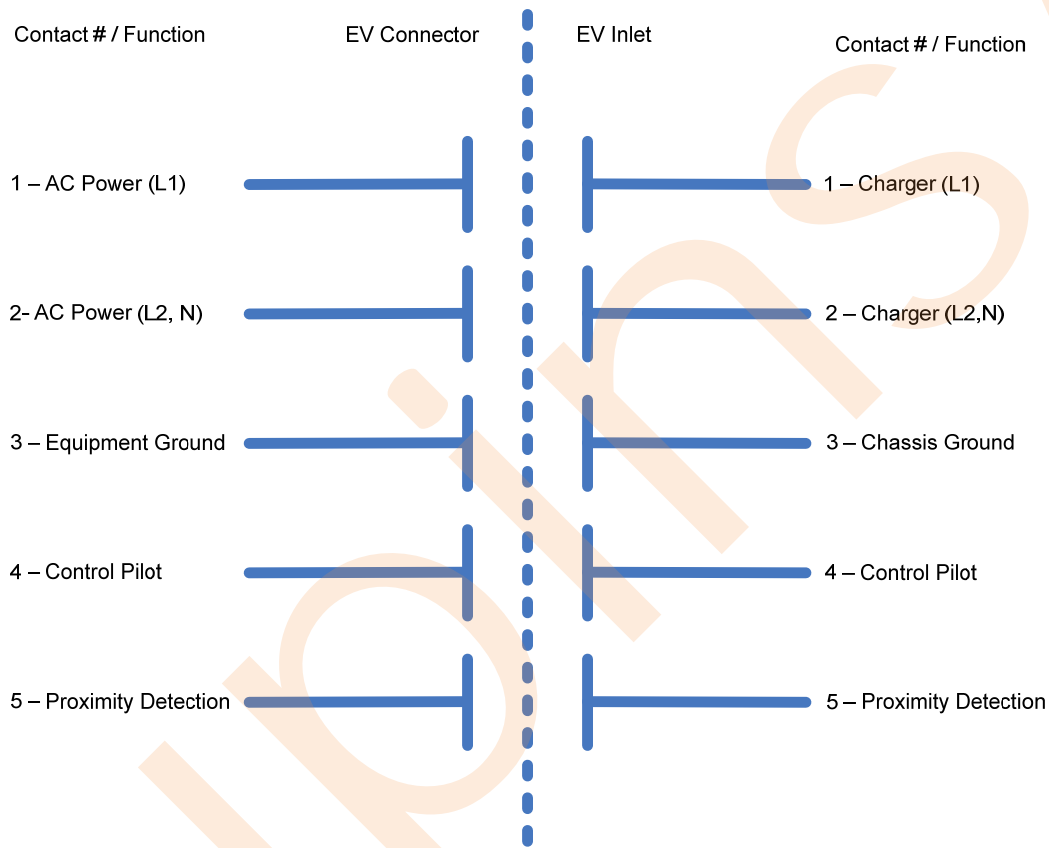 Contact # / Function
EV Connector
EV Inlet
Contact # / Function
1 – AC Power (L1)
1 – Charger (L1)
2- AC Power (L2, N)
2 – Charger (L2,N)
3 – Equipment Ground
3 – Chassis Ground
4 – Control Pilot
4 – Control Pilot
5 – Proximity Detection
5 – Proximity Detection